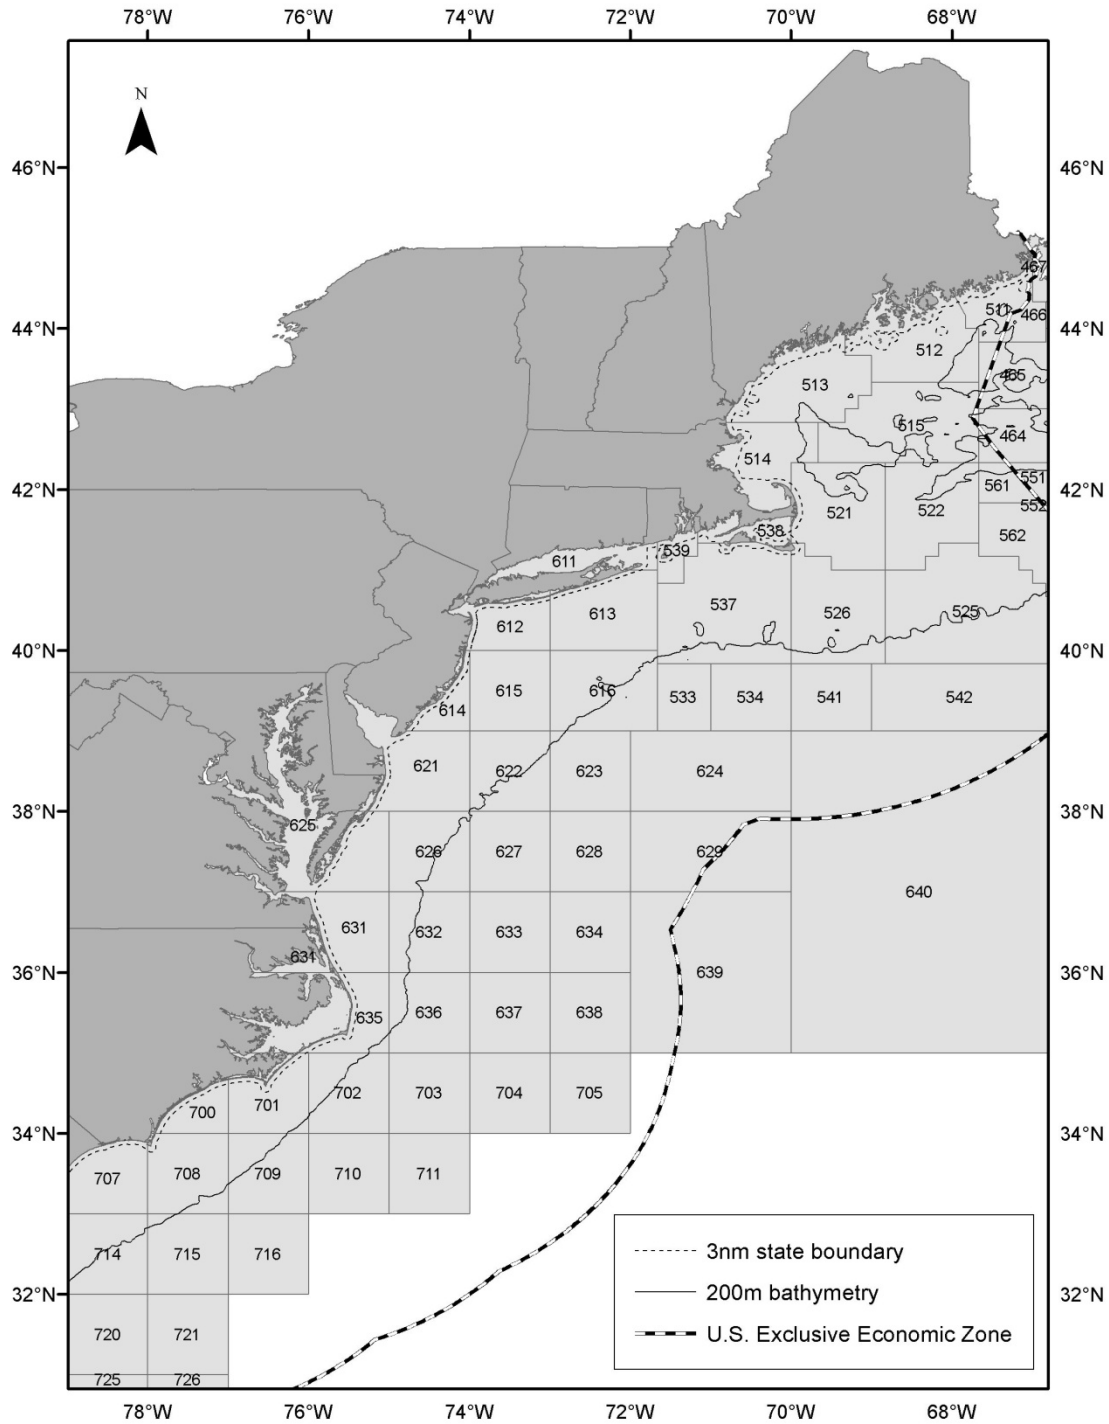 78°W 76°W 74°W 72°W 70°W 68°W
N
46°N 46°N
467
511 466
44°N 44°N
512
465
513
515 464
514
551
42°N 561 42°N
552
521 522
538 562
539
611
537 526 525
613
612
40°N 40°N
615 616 533 534 541 542
614
621 622 623 624
38°N 38°N
625
626 627 628 629
640
631 632 633 634
631
36°N 639 36°N
635 636 637 638
700 701 702 703 704 705
34°N 34°N
707 708 709 710 711
714 715 716
3nm state boundary
32°N 200m bathymetry 32°N
720 721 U.S. Exclusive Economic Zone
725 726
78°W 76°W 74°W 72°W 70°W 68°W